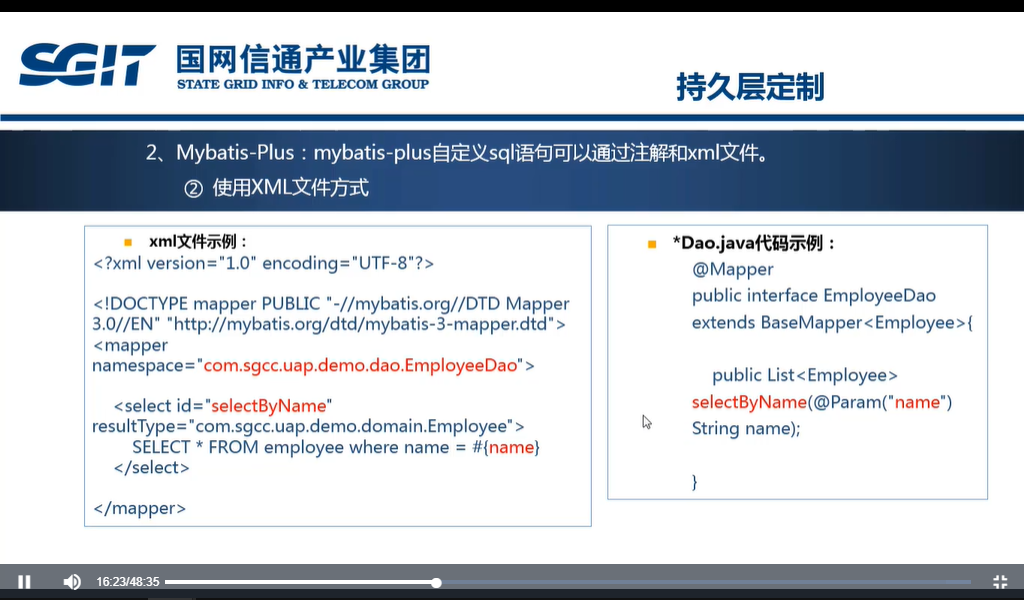 SGIT 国网信通产业集团
STATE GRID INFO & TELECOM GROUP
持久层定制
2、Mybatis-Plus：mybatis-plus自定义sql语句可以通过注解和xml文件。
② 使用XML文件方式
xml文件示例：
<?xml version="1.0" encoding="UTF-8"?>
<!DOCTYPE mapper PUBLIC "-//mybatis.org//DTD Mapper
3.0//EN" "http://mybatis.org/dtd/mybatis-3-mapper.dtd">
<mapper
namespace="com.sgcc.uap.demo.dao.EmployeeDao">
<select id="selectByName"
resultType="com.sgcc.uap.demo.domain.Employee">
SELECT * FROM employee where name = #{name}
</select>
</mapper>
*Dao.java代码示例：
@Mapper
public interface EmployeeDao
extends BaseMapper<Employee>{
public List<Employee>
selectByName(@Param("name")
String name);
}
16:23/48:35